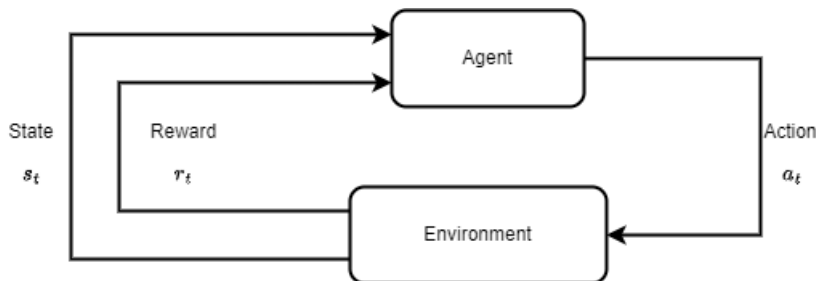 Agent
State
Reward
Action
s_t
r_t
a_t
Environment